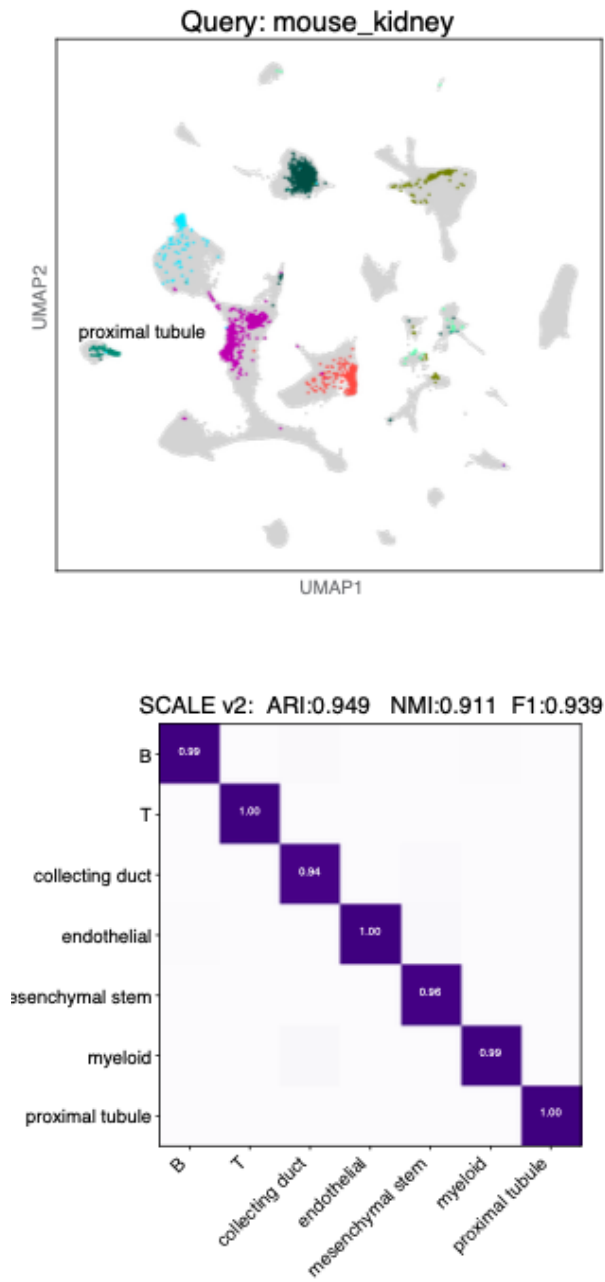 Query: mouse_kidney
UMAP2
proximal tubule
UMAP1
SCALE v2: ARI:0.949 NMI:0.911 F1:0.939
B
0.99
T
1.00
collecting duct
0.94
endothelial
1.00
esenchymal stem
0.96
myeloid
0.99
proximal tubule
1.00
B
T
collecting duct
endothelial
mesenchymal stem
myeloid
proximal tubule